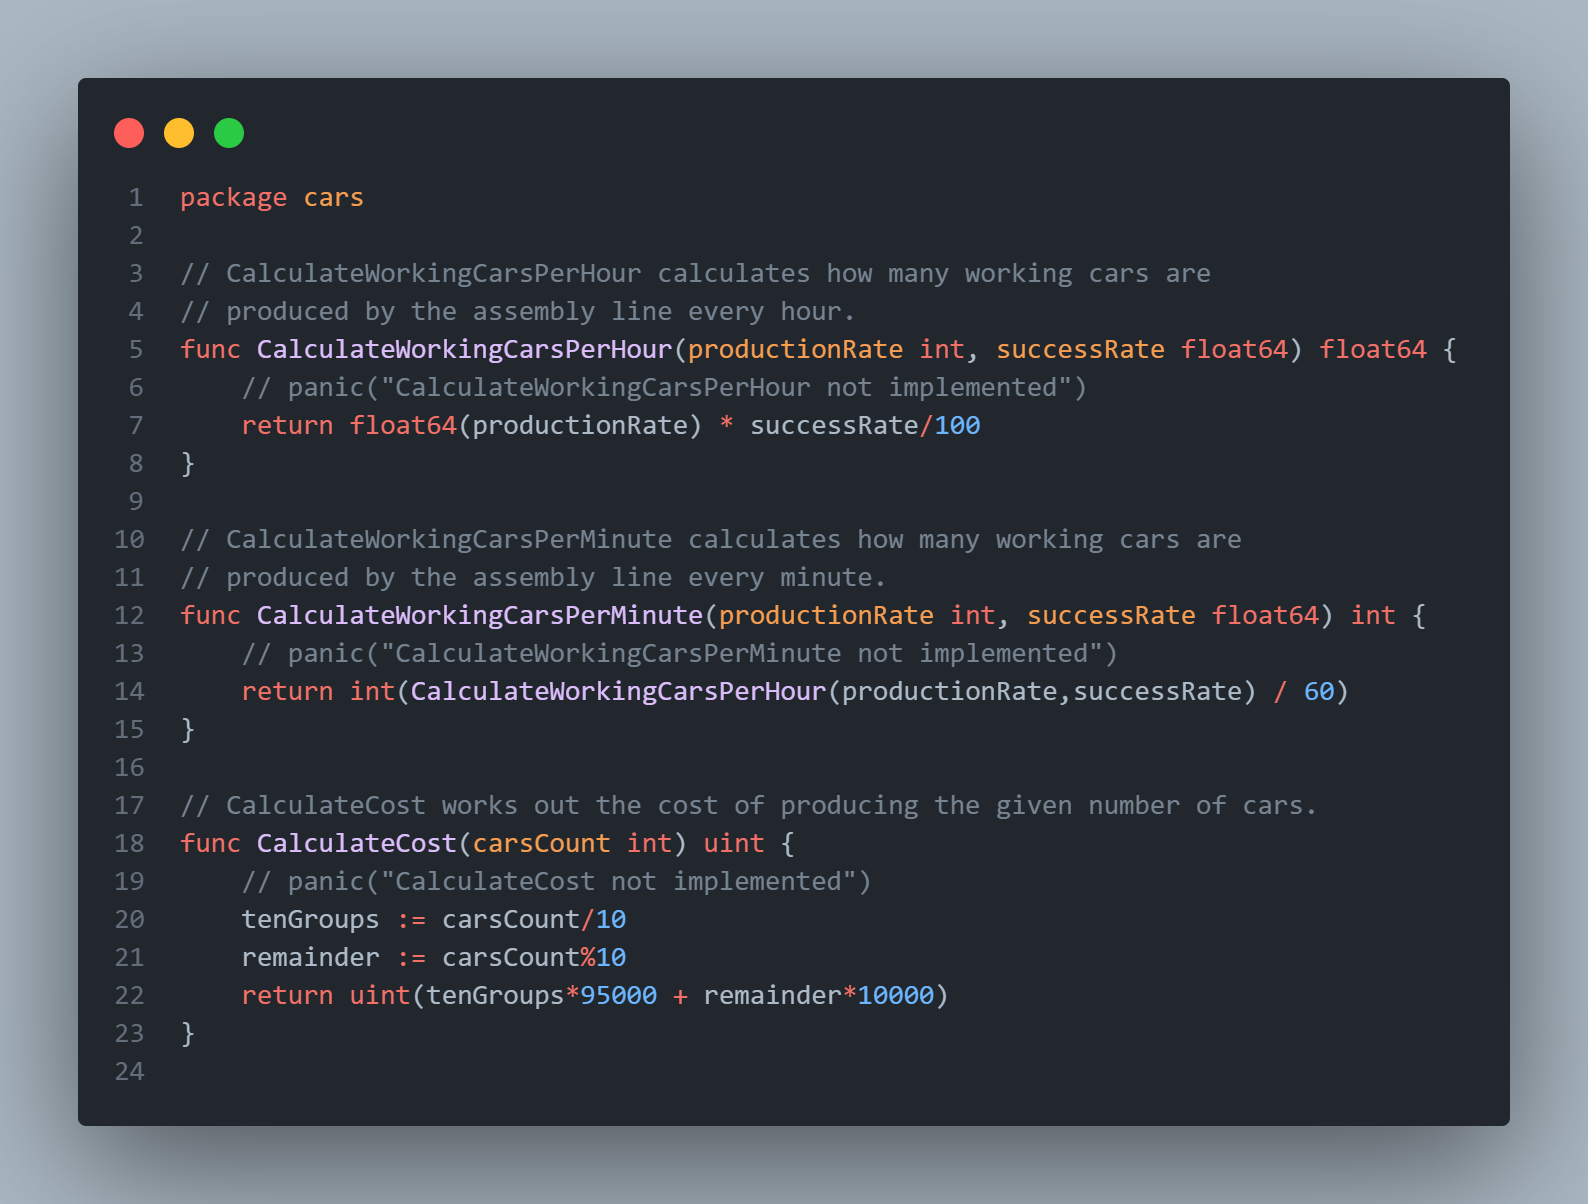 1 package cars
2
3 // CalculateWorkingCarsPerHour calculates how many working cars are
4 // produced by the assembly line every hour.
5 func CalculateWorkingCarsPerHour(productionRate int, successRate float64) float64 {
6     // panic("CalculateWorkingCarsPerHour not implemented")
7     return float64(productionRate) * successRate/100
8 }
9
10 // CalculateWorkingCarsPerMinute calculates how many working cars are
11 // produced by the assembly line every minute.
12 func CalculateWorkingCarsPerMinute(productionRate int, successRate float64) int {
13     // panic("CalculateWorkingCarsPerMinute not implemented")
14     return int(CalculateWorkingCarsPerHour(productionRate,successRate) / 60)
15 }
16
17 // CalculateCost works out the cost of producing the given number of cars.
18 func CalculateCost(carsCount int) uint {
19     // panic("CalculateCost not implemented")
20     tenGroups := carsCount/10
21     remainder := carsCount%10
22     return uint(tenGroups*95000 + remainder*10000)
23 }
24